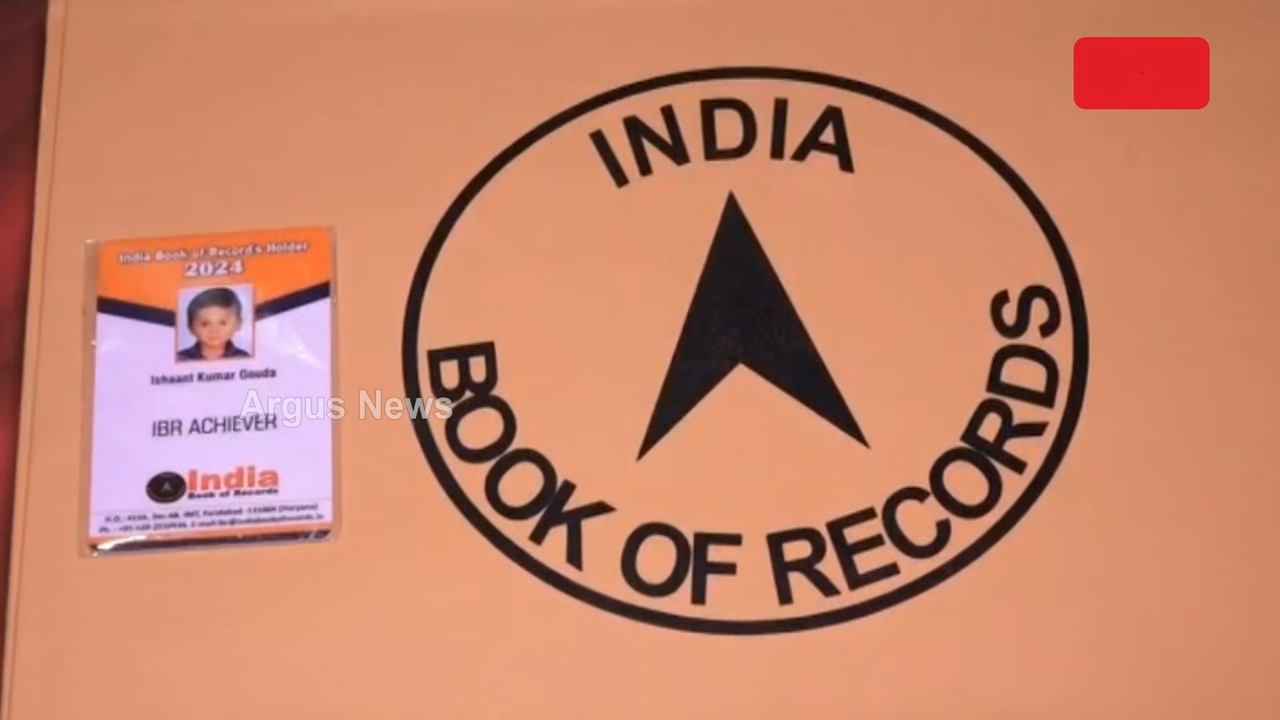 India Book of Record's Holder
2024
Ishaant Kumar Gouda
IBR ACHIEVER
India
Book of Records
INDIA
BOOK OF RECORDS
Argus News